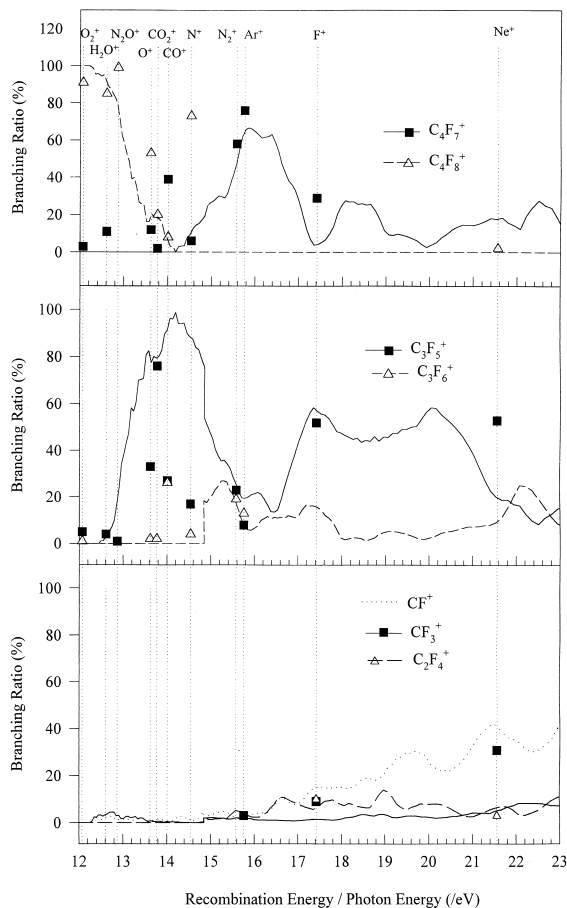 O₂⁺ N₂O⁺ CO₂⁺ N⁺ N₂⁺ Ar⁺ F⁺ Ne⁺
H₂O⁺ O⁺ CO⁺
120
100
80
60
40
20
0
Branching Ratio (%)
C₄F₇⁺
C₄F₈⁺
100
80
60
40
20
0
Branching Ratio (%)
C₃F₅⁺
C₃F₆⁺
100
80
60
40
20
0
Branching Ratio (%)
CF⁺
CF₃⁺
C₂F₄⁺
12 13 14 15 16 17 18 19 20 21 22 23
Recombination Energy / Photon Energy (/eV)